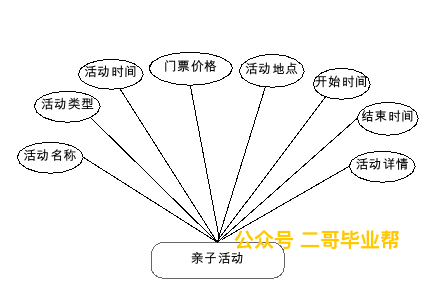 门票价格
活动时间
活动地点
开始时间
活动类型
结束时间
活动名称
活动详情
公众号 二哥毕业帮
亲子活动